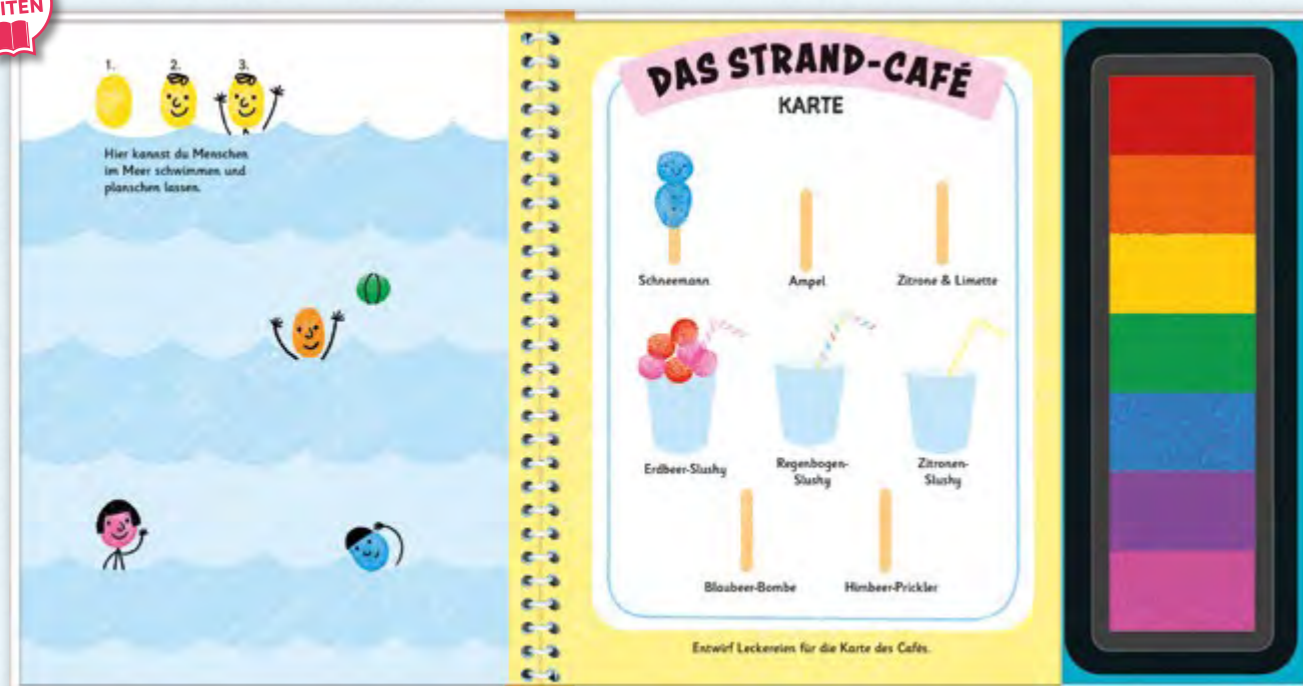 ITEN
1.
2.
3.
Hier kannst du Menschen
im Meer schwimmen und
planschen lassen.
DAS STRAND-CAFÉ
KARTE
Schneemann
Ampel
Zitrone & Limette
Erdbeer-Slushy
Regenbogen-
Slushy
Zitronen-
Slushy
Blaubeer-Bombe
Himbeer-Prickler
Entwirf Leckereien für die Karte des Cafés.